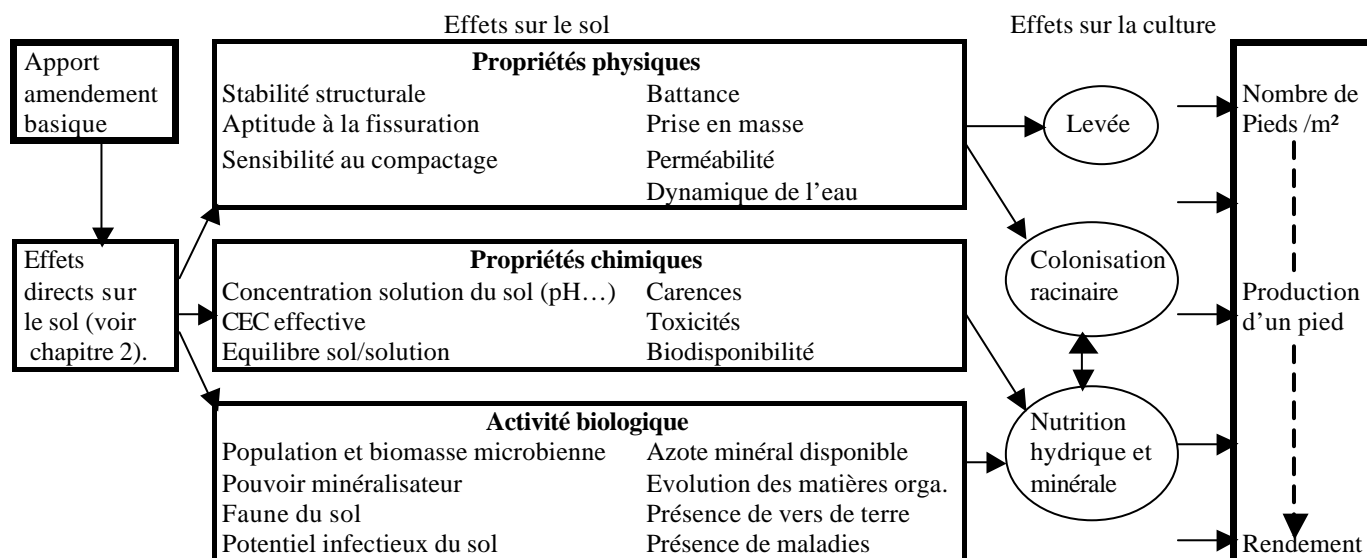 Effets sur le sol
Effets sur la culture
Apport
amendement
basique
Propriétés physiques
Stabilité structurale Battance
Aptitude à la fissuration Prise en masse
Sensibilité au compactage Perméabilité
Dynamique de l’eau
Levée
Nombre de
Pieds /m²
Effets
directs sur
le sol (voir
chapitre 2).
Propriétés chimiques
Concentration solution du sol (pH…) Carences
CEC effective Toxicités
Equilibre sol/solution Biodisponibilité
Colonisation
racinaire
Production
d’un pied
Activité biologique
Population et biomasse microbienne Azote minéral disponible
Pouvoir minéralisateur Evolution des matières orga.
Faune du sol Présence de vers de terre
Potentiel infectieux du sol Présence de maladies
Nutrition
hydrique et
minérale
Rendement